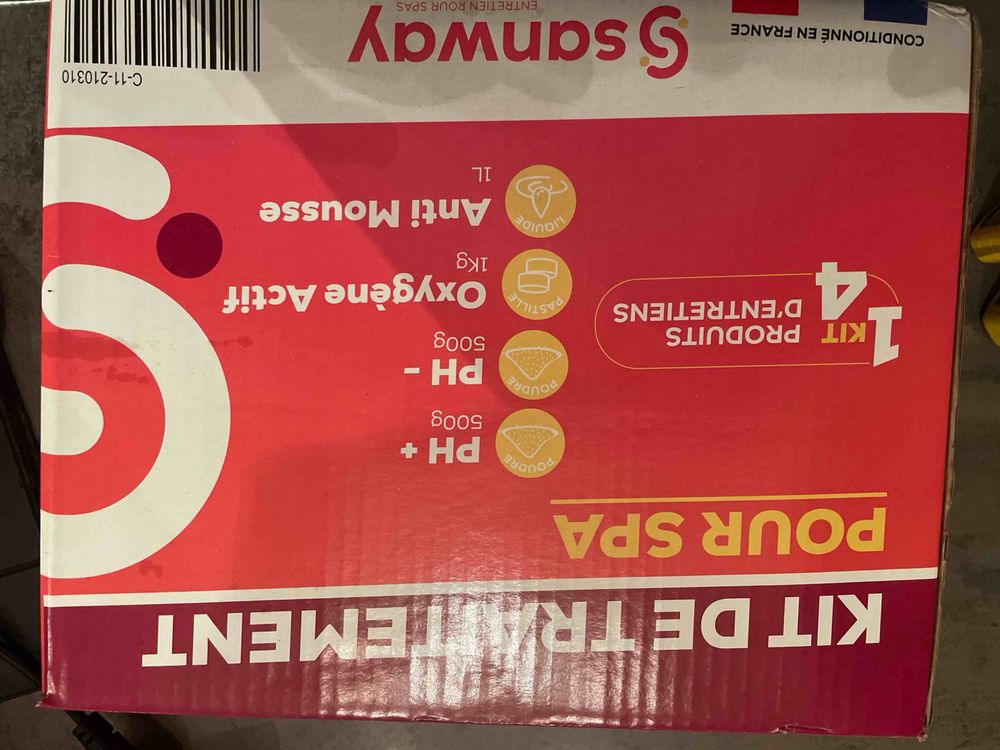 KIT DE TRAITEMENT
POUR SPA
POUDRE
PH +
500g
POUDRE
PH -
500g
PASTILLE
Oxygène Actif
1Kg
LIQUIDE
Anti Mousse
1L
1 KIT
4 PRODUITS
D'ENTRETIENS
CONDITIONNÉ EN FRANCE
sanway
ENTRETIEN POUR SPAS
C-11-210310